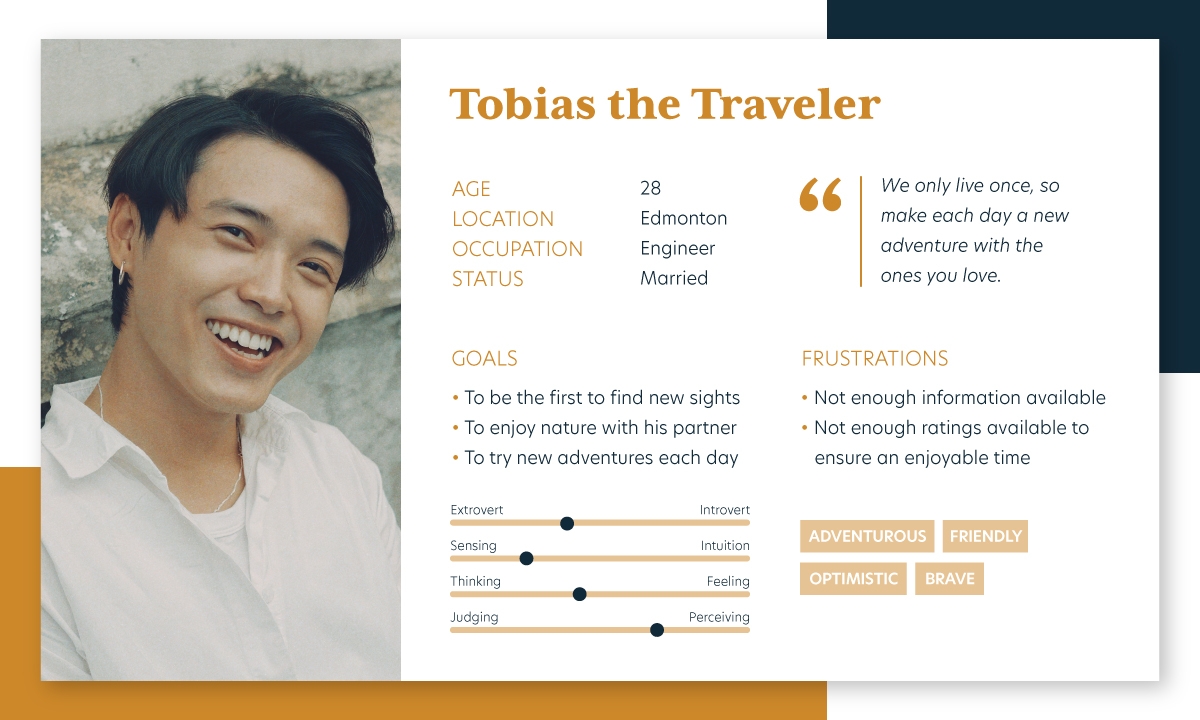 Tobias the Traveler
AGE 28
LOCATION Edmonton
OCCUPATION Engineer
STATUS Married
“
We only live once, so
make each day a new
adventure with the
ones you love.
GOALS
• To be the first to find new sights
• To enjoy nature with his partner
• To try new adventures each day
FRUSTRATIONS
• Not enough information available
• Not enough ratings available to
ensure an enjoyable time
Extrovert Introvert
Sensing Intuition
Thinking Feeling
Judging Perceiving
ADVENTUROUS FRIENDLY
OPTIMISTIC BRAVE